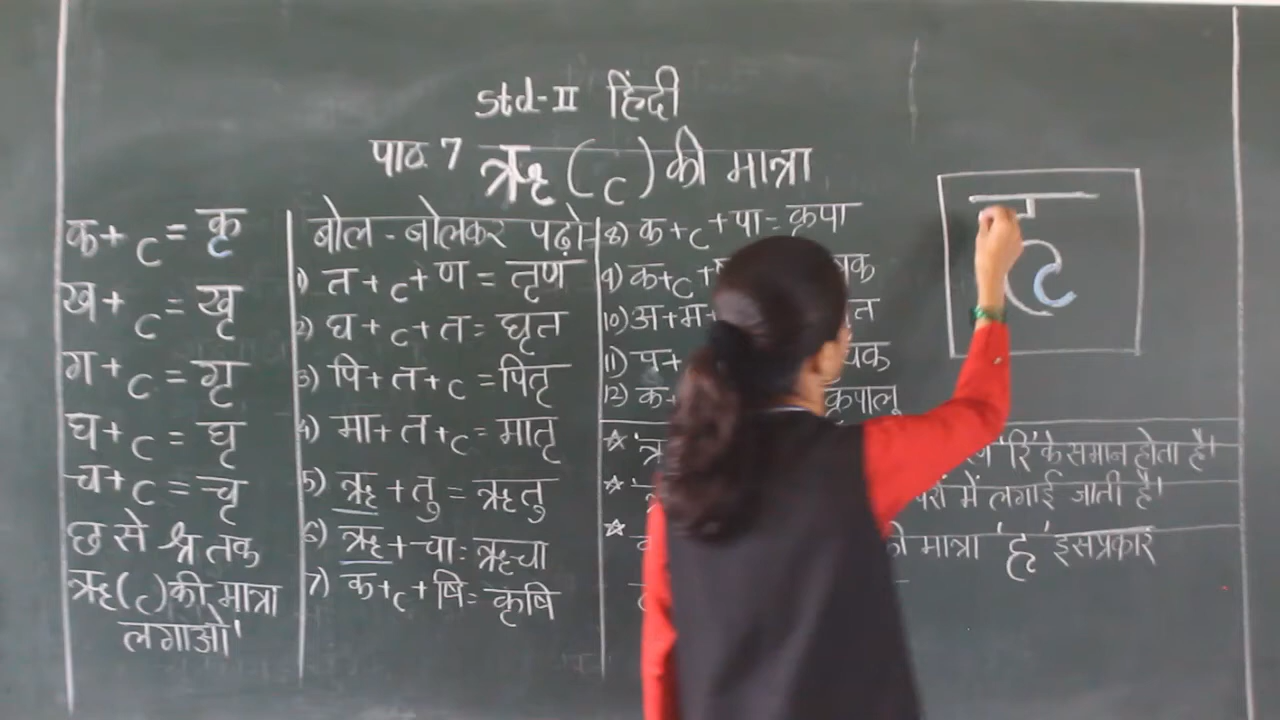 Std-II हिंदी
पाठ. 7 ऋ (ृ) की मात्रा
क + ृ = कृ
ख + ृ = खृ
ग + ृ = गृ
घ + ृ = घृ
च + ृ = चृ
छ से श्र तक
ऋ (ृ) की मात्रा
लगाओ
बोल - बोलकर पढ़ो-
1) त + ृ + ण = तृण
2) घ + ृ + त = घृत
3) पि + त + ृ = पितृ
4) मा + त + ृ = मातृ
5) ऋ + तु = ऋतु
6) ऋ + चा = ऋचा
7) क + ृ + षि = कृषि
8) क + ृ + पा = कृपा
9) क + ृ +
10) अ + म +
11) प +
12) क + कृपालू
'रि' के समान होता है।
में लगाई जाती है।
मात्रा 'हृ' इसप्रकार